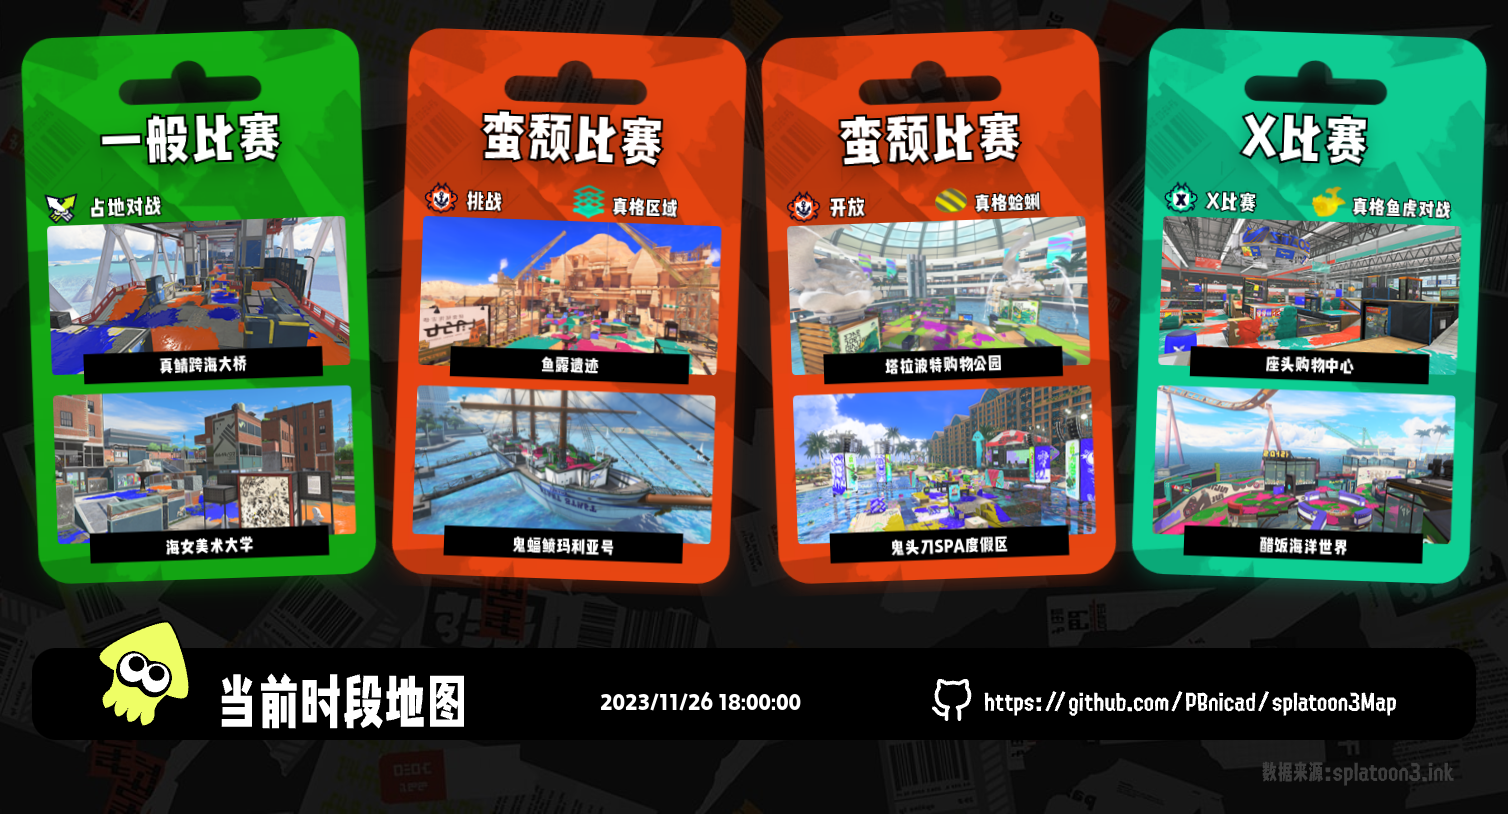 一般比赛
占地对战
真鲭跨海大桥
海女美术大学
蛮颓比赛
挑战
真格区域
鱼露遗迹
鬼蝠鲼玛利亚号
蛮颓比赛
开放
真格蛤蜊
塔拉波特购物公园
鬼头刀SPA度假区
X比赛
X比赛
真格鱼虎对战
座头购物中心
醋饭海洋世界
当前时段地图
2023/11/26 18:00:00
https://github.com/PBnicad/splatoon3Map
数据来源:splatoon3.ink